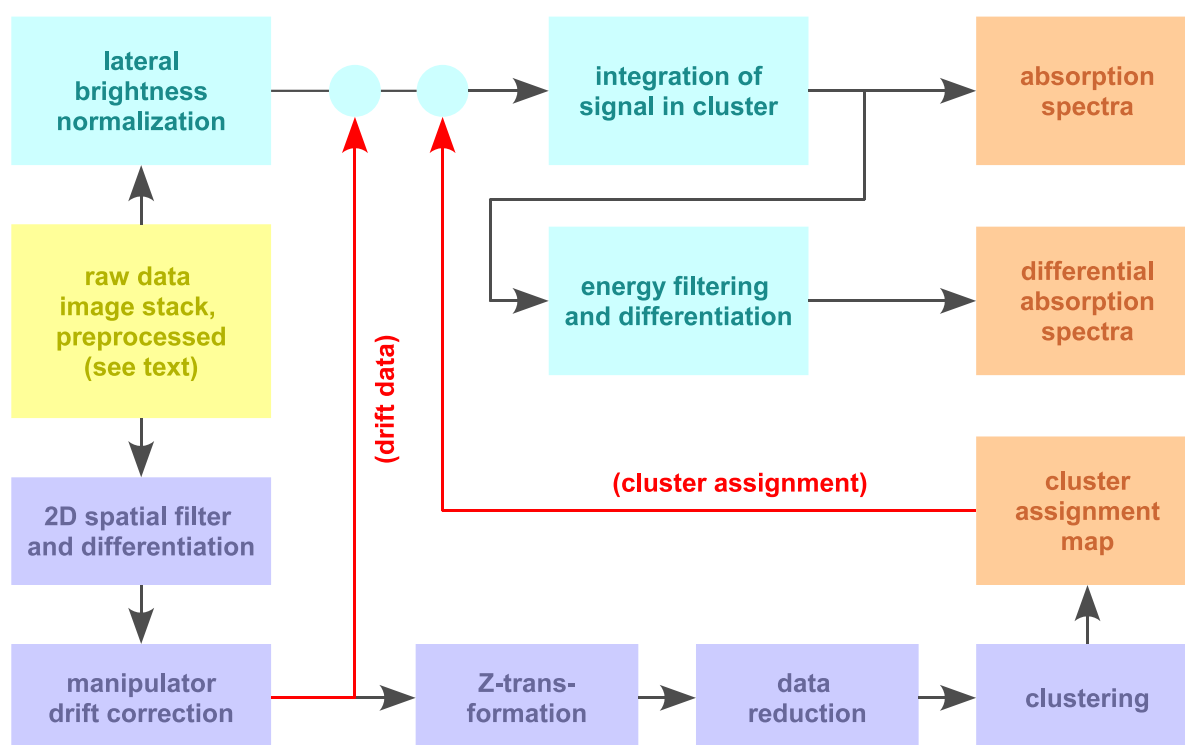 lateral
brightness
normalization
integration of
signal in cluster
absorption
spectra
raw data
image stack,
preprocessed
(see text)
energy filtering
and differentiation
differential
absorption
spectra
(drift data)
(cluster assignment)
cluster
assignment
map
2D spatial filter
and differentiation
manipulator
drift correction
Z-trans-
formation
data
reduction
clustering